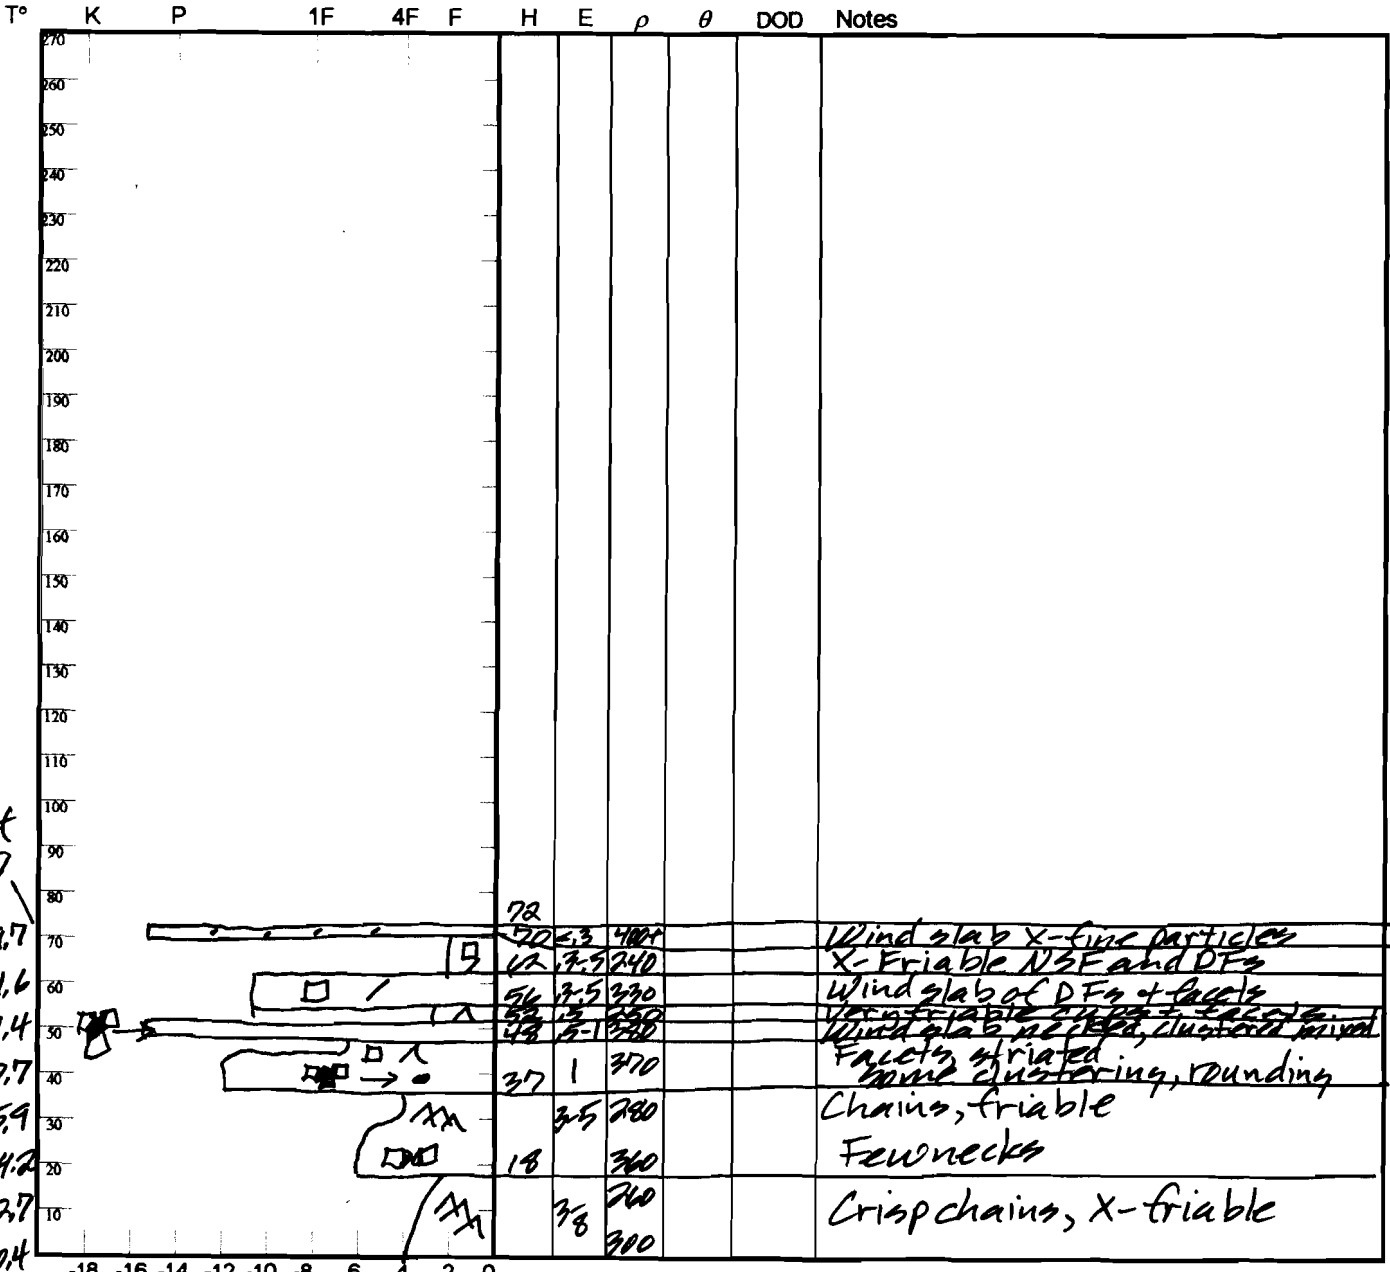 T° K P 1F 4F F H E ρ θ DOD Notes
270
260
250
240
230
220
210
200
190
180
170
160
150
140
130
120
110
100
90
80
72
70 70 <.3 400+ Wind slab X-fine particles
62 .3-.5 240 X-Friable NSF and DFs
60 56 .3-.5 330 Wind slab of DFs + facets
250 Very friable cups + facets.
50 48 .5-1 Wind slab necked, clustered mixed
Facets, striated
40 37 1 370 some clustering, rounding
30 3-5 280 Chains, friable
20 18 360 Few necks
10 3/8 260 Crisp chains, X-friable
300
-18 -16 -14 -12 -10 -8 6 4 2 0